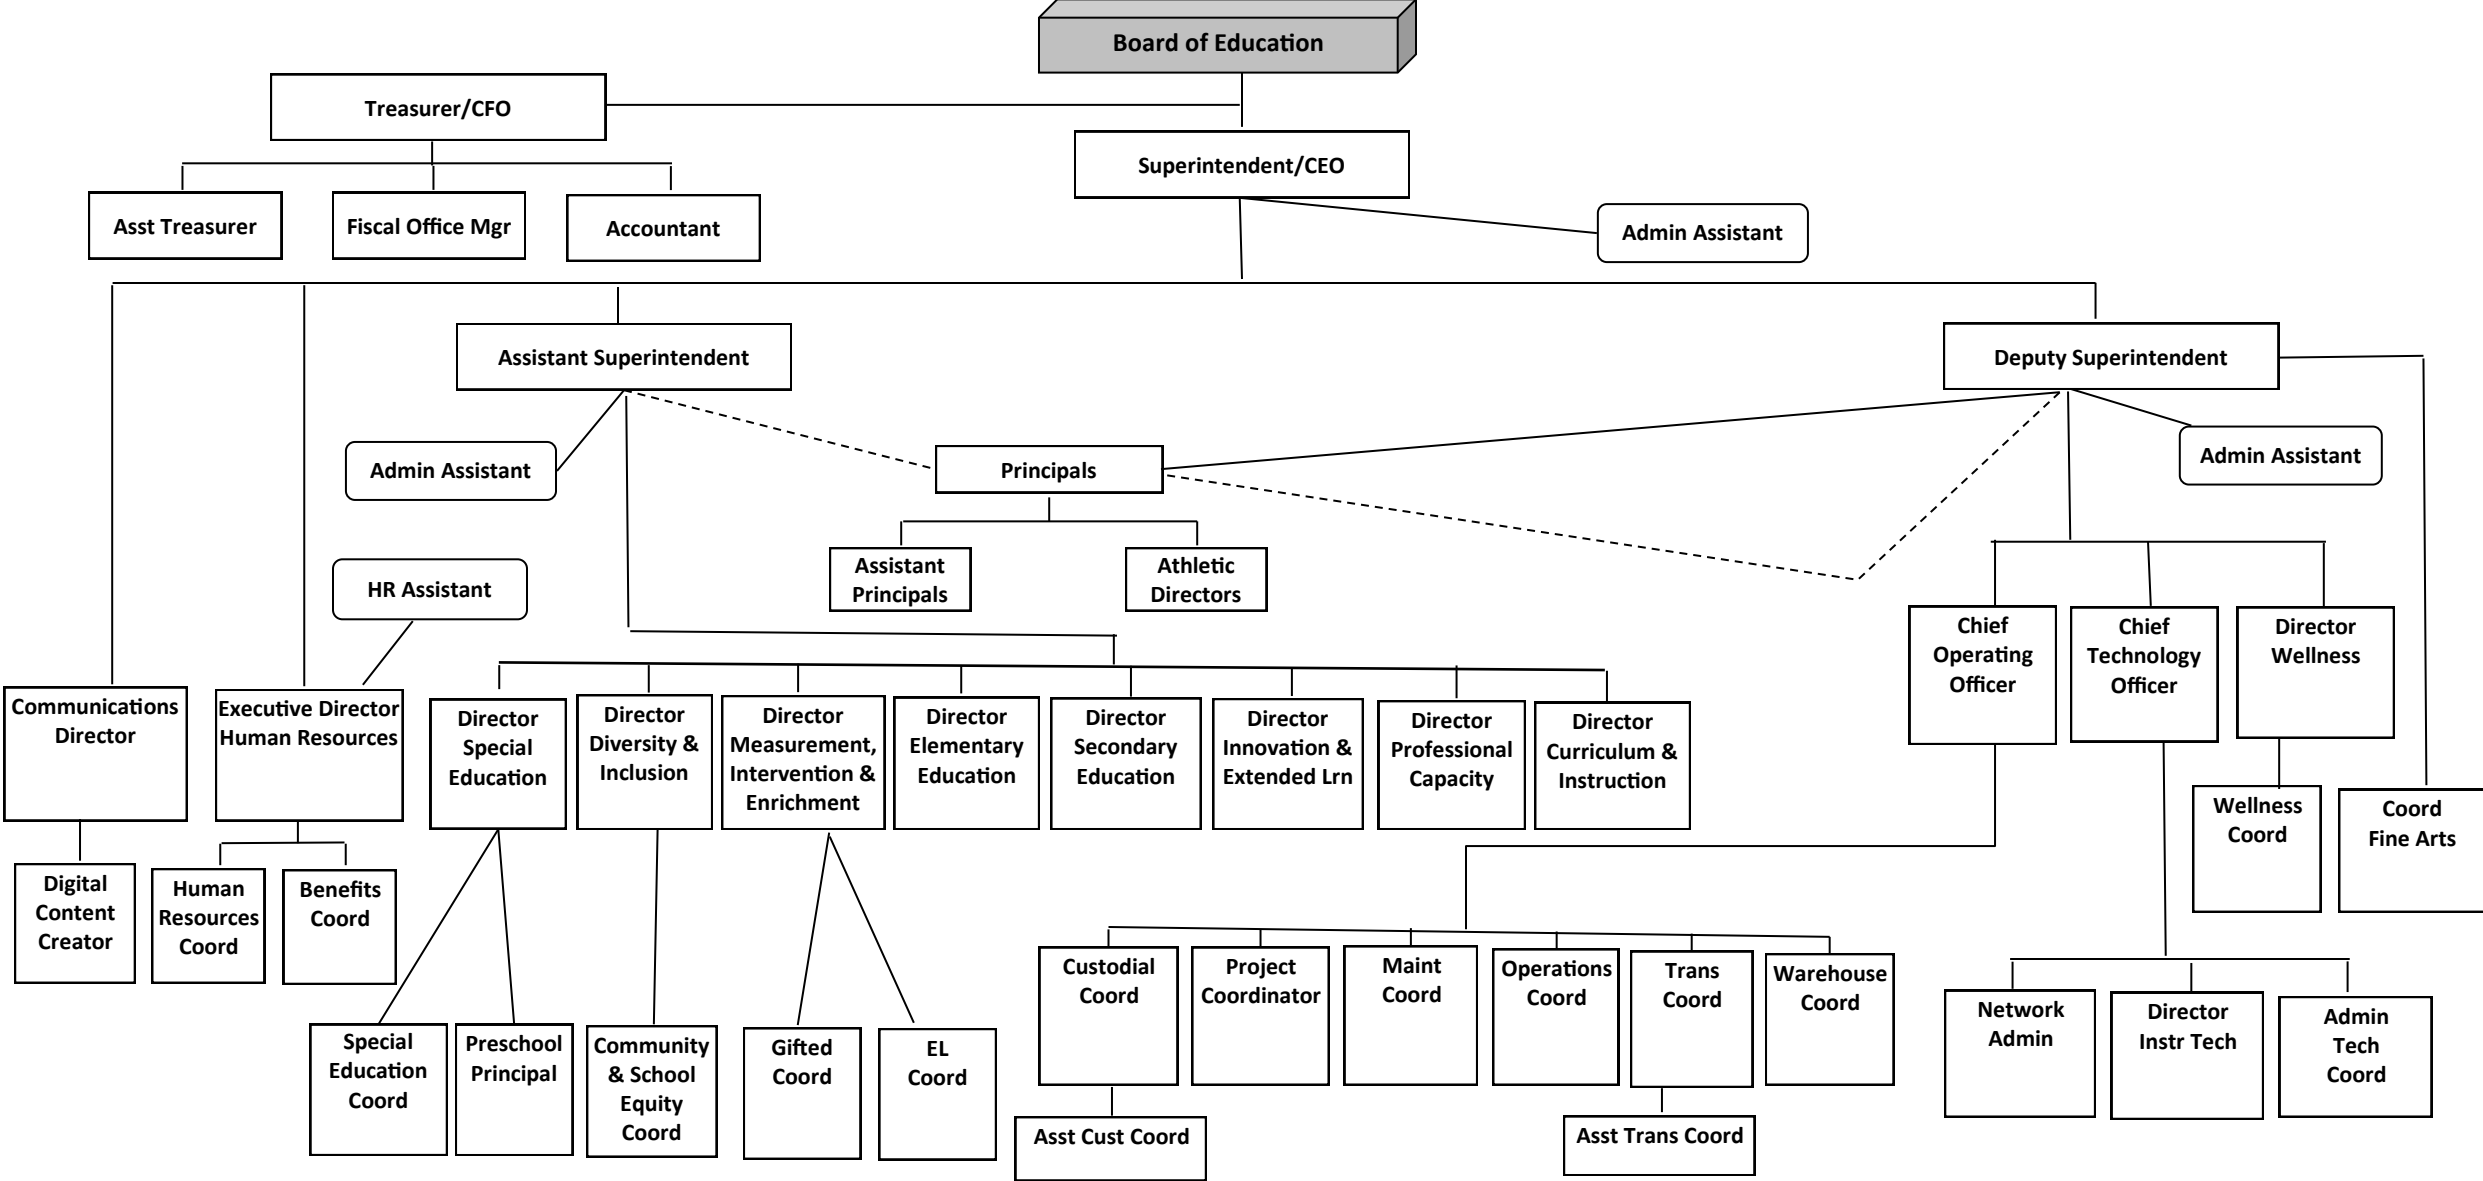 Board of Education
Treasurer/CFO
Superintendent/CEO
Asst Treasurer
Fiscal Office Mgr
Accountant
Admin Assistant
Assistant Superintendent
Deputy Superintendent
Admin Assistant
Principals
Admin Assistant
Assistant
Principals
Athletic
Directors
HR Assistant
Chief
Operating
Officer
Chief
Technology
Officer
Director
Wellness
Communications
Director
Executive Director
Human Resources
Director
Special
Education
Director
Diversity &
Inclusion
Director
Measurement,
Intervention &
Enrichment
Director
Elementary
Education
Director
Secondary
Education
Director
Innovation &
Extended Lrn
Director
Professional
Capacity
Director
Curriculum &
Instruction
Wellness
Coord
Coord
Fine Arts
Digital
Content
Creator
Human
Resources
Coord
Benefits
Coord
Custodial
Coord
Project
Coordinator
Maint
Coord
Operations
Coord
Trans
Coord
Warehouse
Coord
Network
Admin
Director
Instr Tech
Admin
Tech
Coord
Special
Education
Coord
Preschool
Principal
Community
& School
Equity
Coord
Gifted
Coord
EL
Coord
Asst Cust Coord
Asst Trans Coord